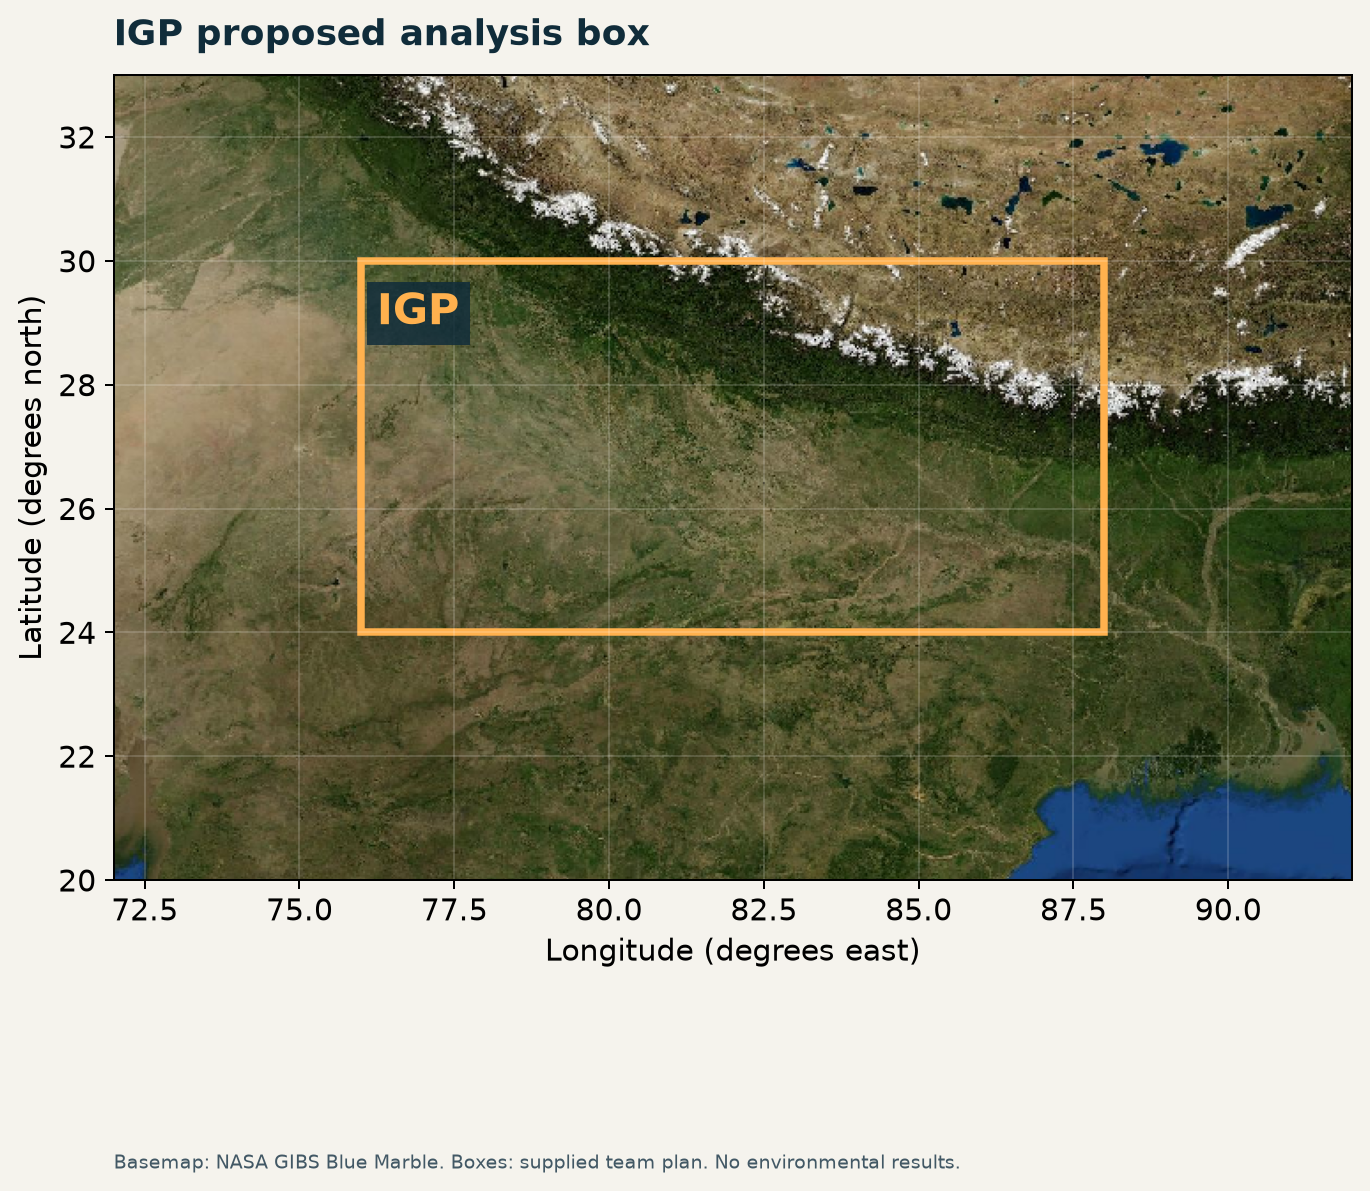 IGP proposed analysis box
32
30
28
26
24
22
20
Latitude (degrees north)
IGP
72.5 75.0 77.5 80.0 82.5 85.0 87.5 90.0
Longitude (degrees east)
Basemap: NASA GIBS Blue Marble. Boxes: supplied team plan. No environmental results.